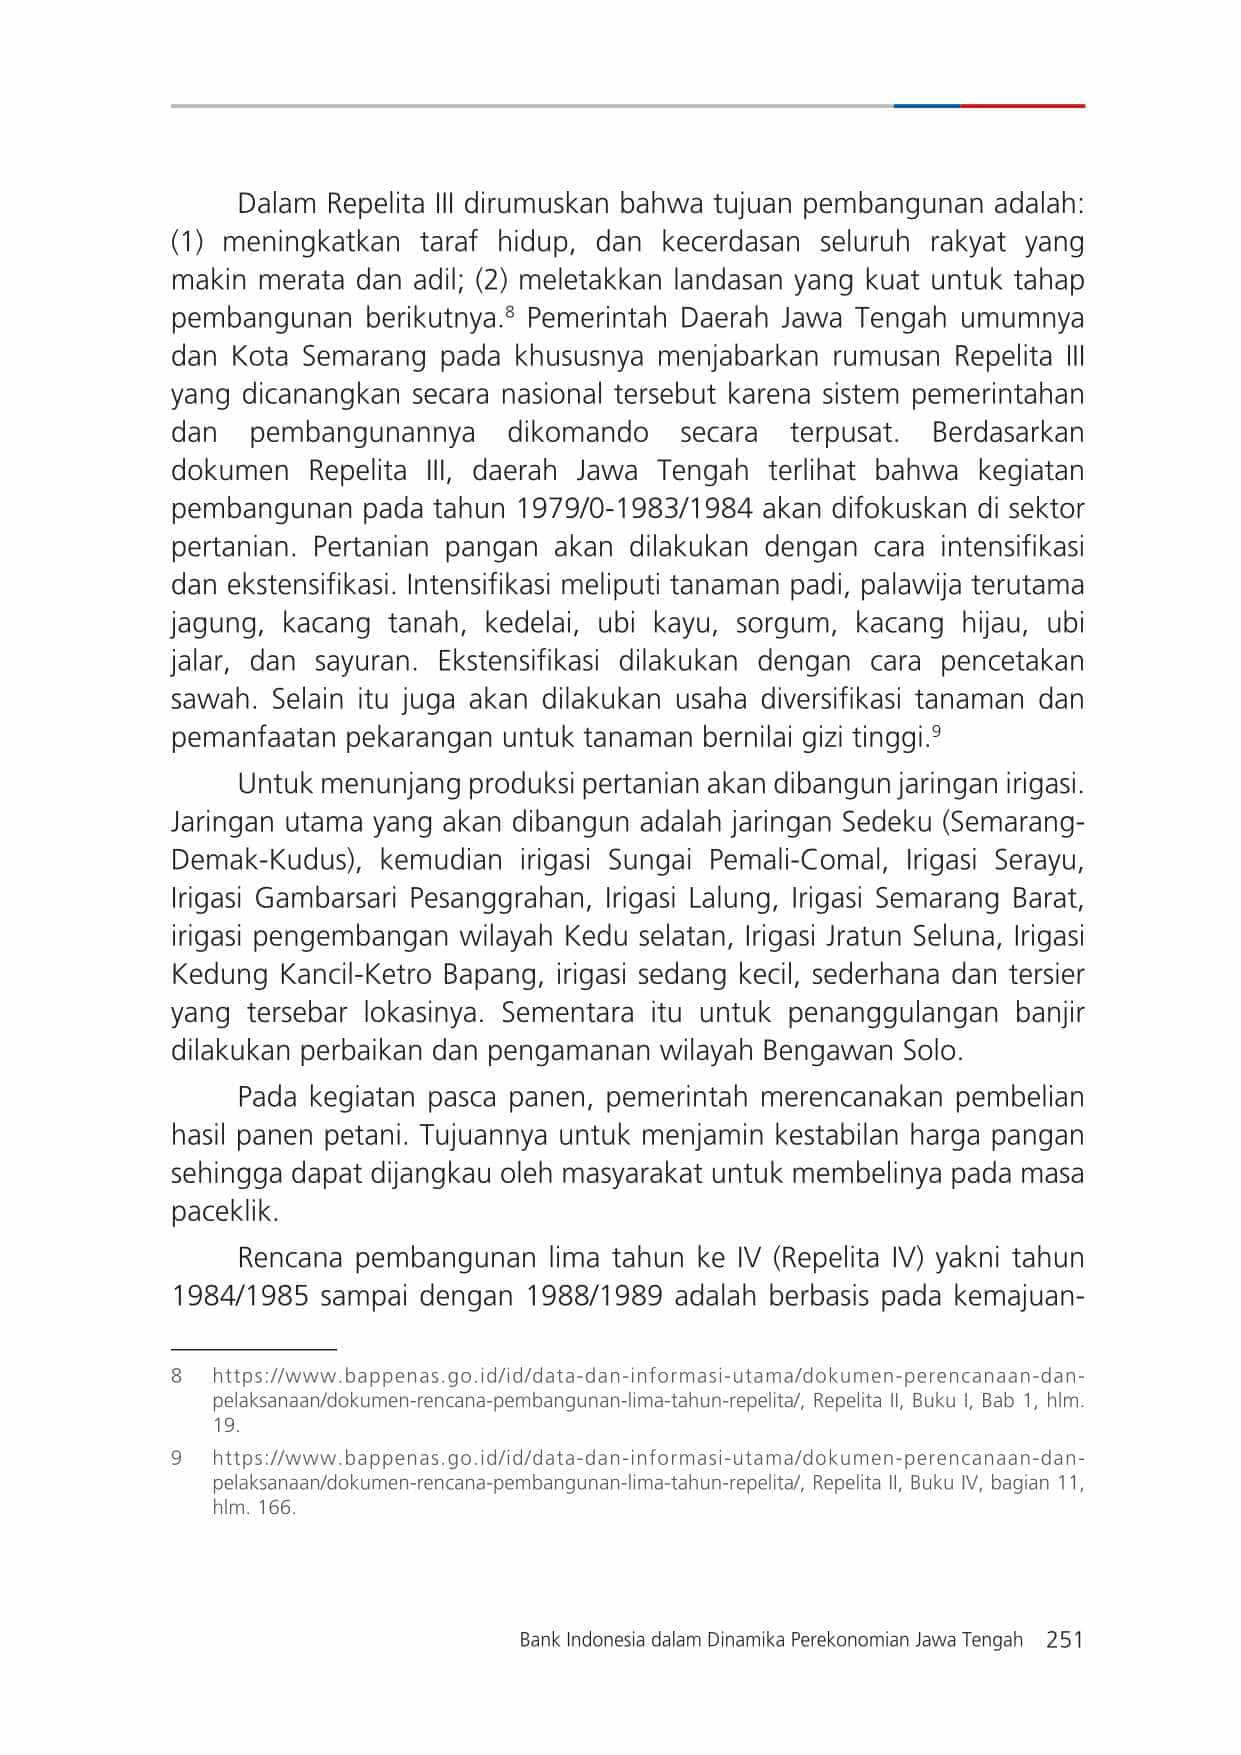 Dalam Repelita III dirumuskan bahwa tujuan pembangunan adalah:
(1) meningkatkan taraf hidup, dan kecerdasan seluruh rakyat yang
makin merata dan adil; (2) meletakkan landasan yang kuat untuk tahap
pembangunan berikutnya.8 Pemerintah Daerah Jawa Tengah umumnya
dan Kota Semarang pada khususnya menjabarkan rumusan Repelita III
yang dicanangkan secara nasional tersebut karena sistem pemerintahan
dan pembangunannya dikomando secara terpusat. Berdasarkan
dokumen Repelita III, daerah Jawa Tengah terlihat bahwa kegiatan
pembangunan pada tahun 1979/0-1983/1984 akan difokuskan di sektor
pertanian. Pertanian pangan akan dilakukan dengan cara intensifikasi
dan ekstensifikasi. Intensifikasi meliputi tanaman padi, palawija terutama
jagung, kacang tanah, kedelai, ubi kayu, sorgum, kacang hijau, ubi
jalar, dan sayuran. Ekstensifikasi dilakukan dengan cara pencetakan
sawah. Selain itu juga akan dilakukan usaha diversifikasi tanaman dan
pemanfaatan pekarangan untuk tanaman bernilai gizi tinggi.9
Untuk menunjang produksi pertanian akan dibangun jaringan irigasi.
Jaringan utama yang akan dibangun adalah jaringan Sedeku (Semarang-
Demak-Kudus), kemudian irigasi Sungai Pemali-Comal, Irigasi Serayu,
Irigasi Gambarsari Pesanggrahan, Irigasi Lalung, Irigasi Semarang Barat,
irigasi pengembangan wilayah Kedu selatan, Irigasi Jratun Seluna, Irigasi
Kedung Kancil-Ketro Bapang, irigasi sedang kecil, sederhana dan tersier
yang tersebar lokasinya. Sementara itu untuk penanggulangan banjir
dilakukan perbaikan dan pengamanan wilayah Bengawan Solo.
Pada kegiatan pasca panen, pemerintah merencanakan pembelian
hasil panen petani. Tujuannya untuk menjamin kestabilan harga pangan
sehingga dapat dijangkau oleh masyarakat untuk membelinya pada masa
paceklik.
Rencana pembangunan lima tahun ke IV (Repelita IV) yakni tahun
1984/1985 sampai dengan 1988/1989 adalah berbasis pada kemajuan-
8 https://www.bappenas.go.id/id/data-dan-informasi-utama/dokumen-perencanaan-dan-
pelaksanaan/dokumen-rencana-pembangunan-lima-tahun-repelita/, Repelita II, Buku I, Bab 1, hlm.
19.
9 https://www.bappenas.go.id/id/data-dan-informasi-utama/dokumen-perencanaan-dan-
pelaksanaan/dokumen-rencana-pembangunan-lima-tahun-repelita/, Repelita II, Buku IV, bagian 11,
hlm. 166.
Bank Indonesia dalam Dinamika Perekonomian Jawa Tengah 251